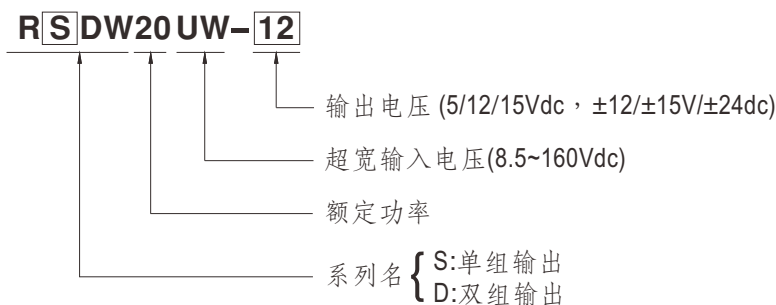 RSDW20UW-12
输出电压 (5/12/15Vdc，±12/±15V/±24dc)
超宽输入电压(8.5~160Vdc)
额定功率
系列名{S:单组输出
D:双组输出